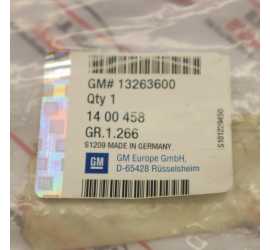 GM# 13263600
Qty 1
14 00 458
GR.1.266
S1209 MADE IN GERMANY
GM
GM Europe GmbH,
D-65428 Rüsselsheim